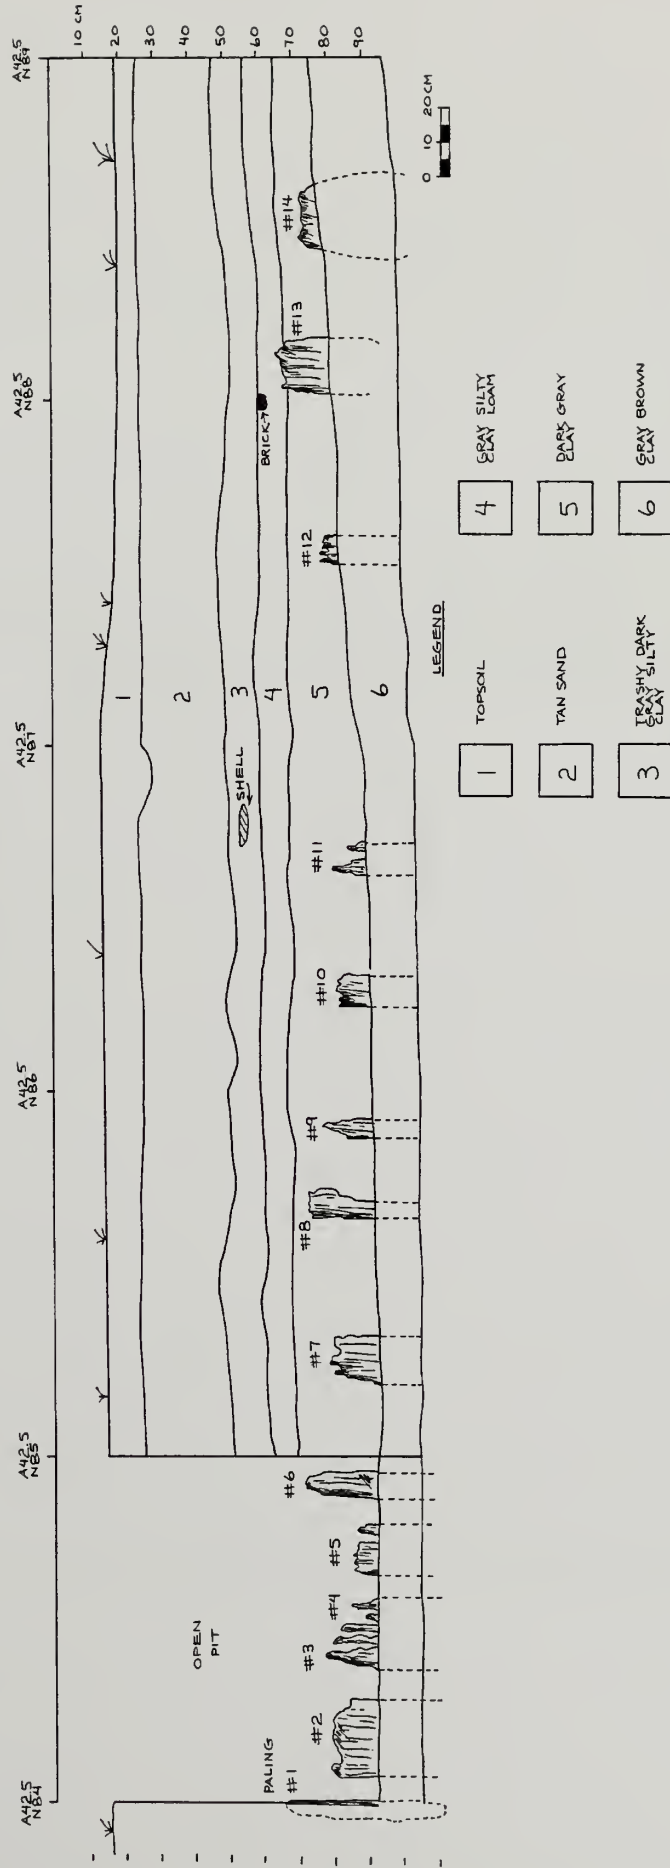 A42.5
N84
A42.5
N85
A42.5
N86
A42.5
N87
A42.5
N88
A42.5
N89
10 CM
20
30
40
50
60
70
80
90
OPEN
PIT
PALING
#1
#2
#3
#4
#5
#6
#7
#8
#9
#10
#11
#12
#13
#14
1
2
3
4
5
6
SHELL
BRICK
0 10 20 CM
LEGEND
1 TOPSOIL
2 TAN SAND
3 TRASHY DARK
GRAY SILTY
CLAY
4 GRAY SILTY
CLAY LOAM
5 DARK GRAY
CLAY
6 GRAY BROWN
CLAY